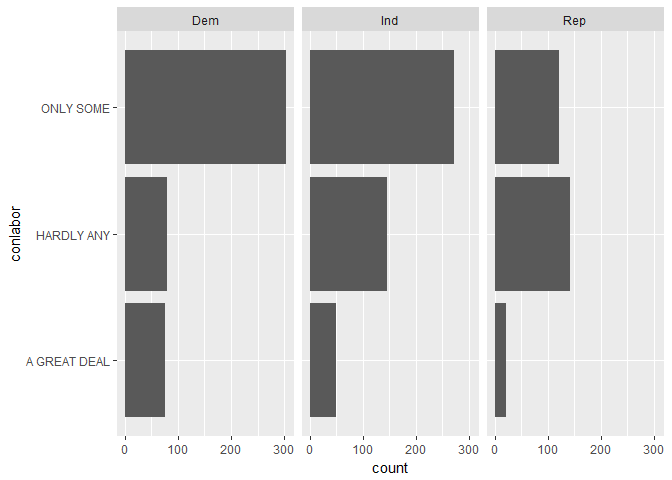 Dem Ind Rep
ONLY SOME
HARDLY ANY
A GREAT DEAL
conlabor
0 100 200 300 0 100 200 300 0 100 200 300
count